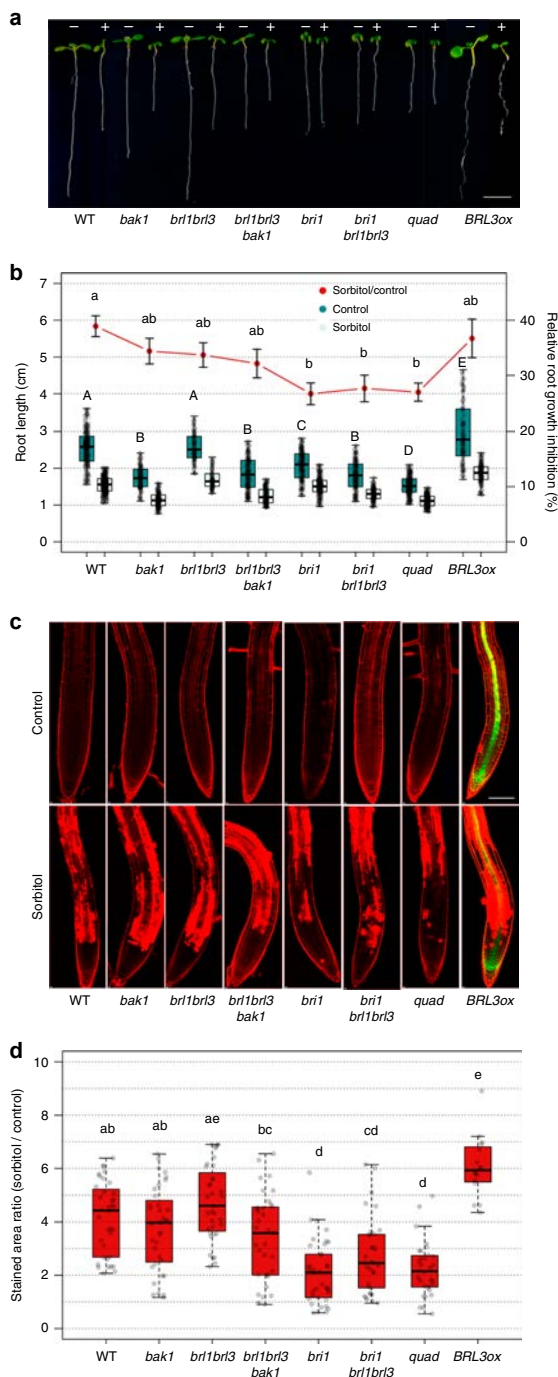 a
− + − + − + − + − + − + − + − +
WT bak1 brl1brl3 brl1brl3 bri1 bri1 quad BRL3ox
bak1 brl1brl3
b
7
6
5
4
3
2
1
0
Root length (cm)
Sorbitol/control
Control
Sorbitol
a ab ab ab b b b ab
A B A B C B D E
40
30
20
10
0
Relative root growth inhibition (%)
WT bak1 brl1brl3 brl1brl3 bri1 bri1 quad BRL3ox
bak1 brl1brl3
c
Control
Sorbitol
WT bak1 brl1brl3 brl1brl3 bri1 bri1 quad BRL3ox
bak1 brl1brl3
d
10
8
6
4
2
0
Stained area ratio (sorbitol / control)
ab ab ae bc d cd d e
WT bak1 brl1brl3 brl1brl3 bri1 bri1 quad BRL3ox
bak1 brl1brl3